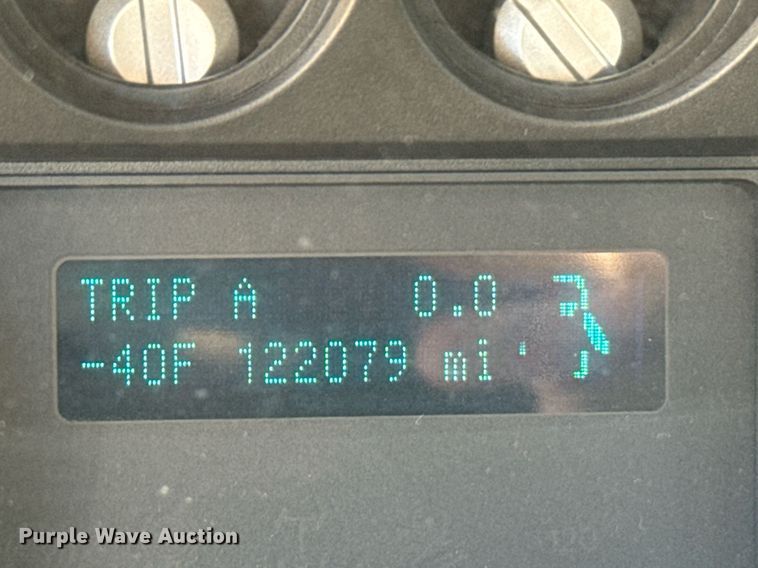 TRIP A 0.0
-40F 122079 mi
Purple Wave Auction